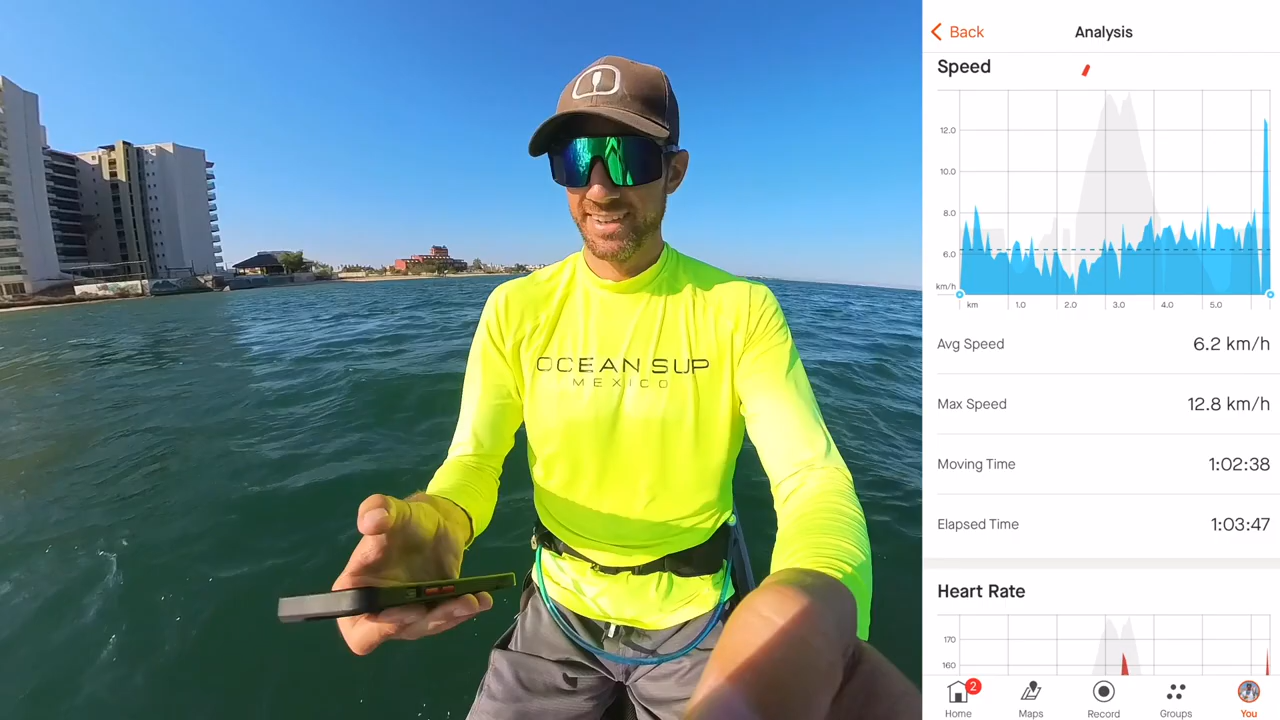 OCEAN SUP
MEXICO
Back
Analysis
Speed
12.0
10.0
8.0
6.0
km/h
km
1.0
2.0
3.0
4.0
5.0
Avg Speed
6.2 km/h
Max Speed
12.8 km/h
Moving Time
1:02:38
Elapsed Time
1:03:47
Heart Rate
170
160
2
Home
Maps
Record
Groups
You